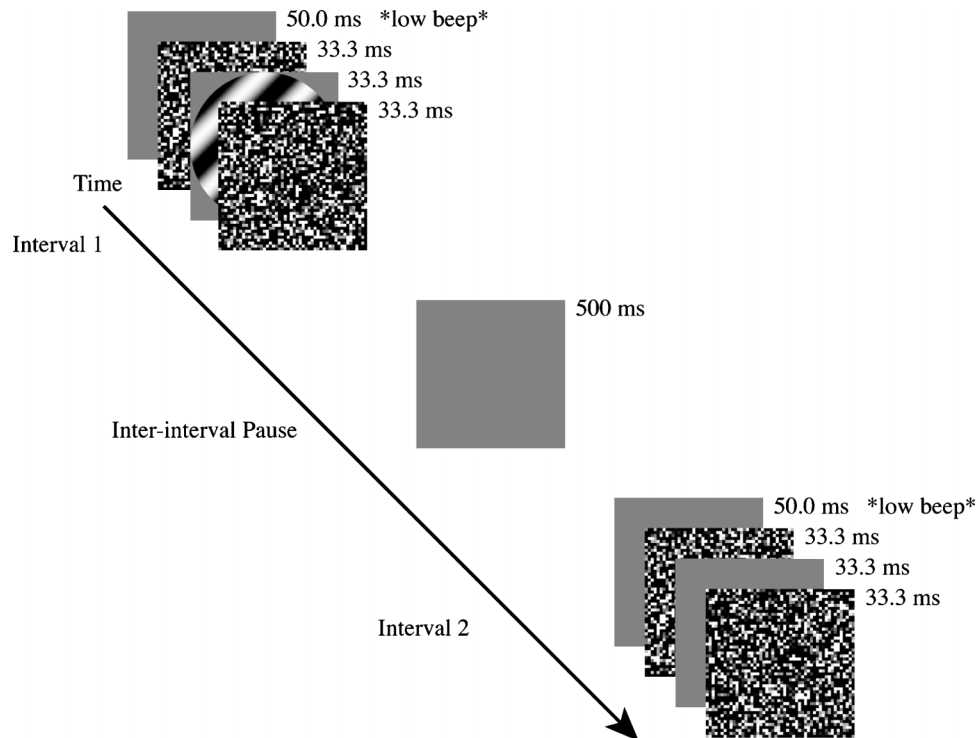 50.0 ms *low beep*
33.3 ms
33.3 ms
33.3 ms
Time
Interval 1
500 ms
Inter-interval Pause
50.0 ms *low beep*
33.3 ms
33.3 ms
33.3 ms
Interval 2